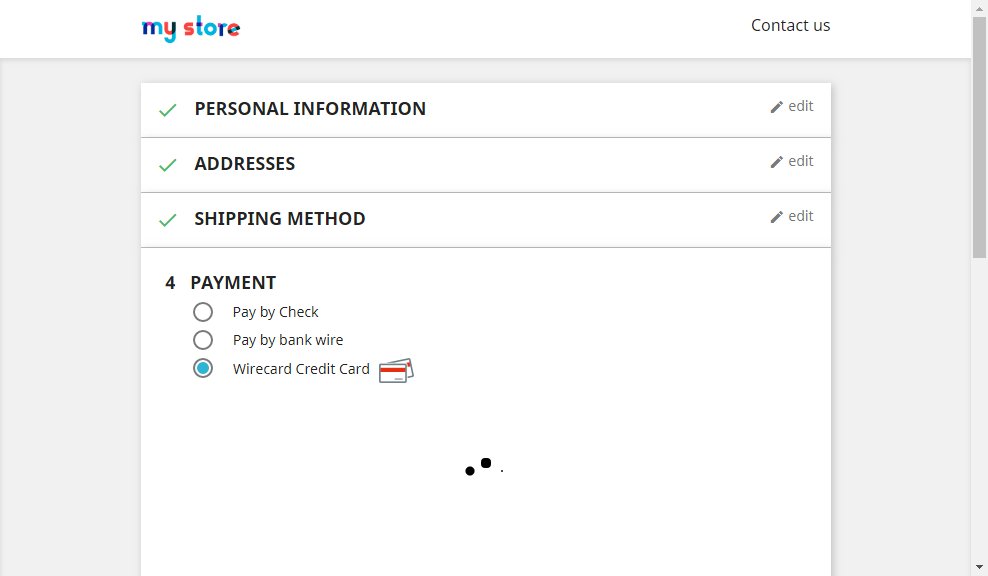 my store
Contact us
PERSONAL INFORMATION
edit
ADDRESSES
edit
SHIPPING METHOD
edit
4 PAYMENT
Pay by Check
Pay by bank wire
Wirecard Credit Card